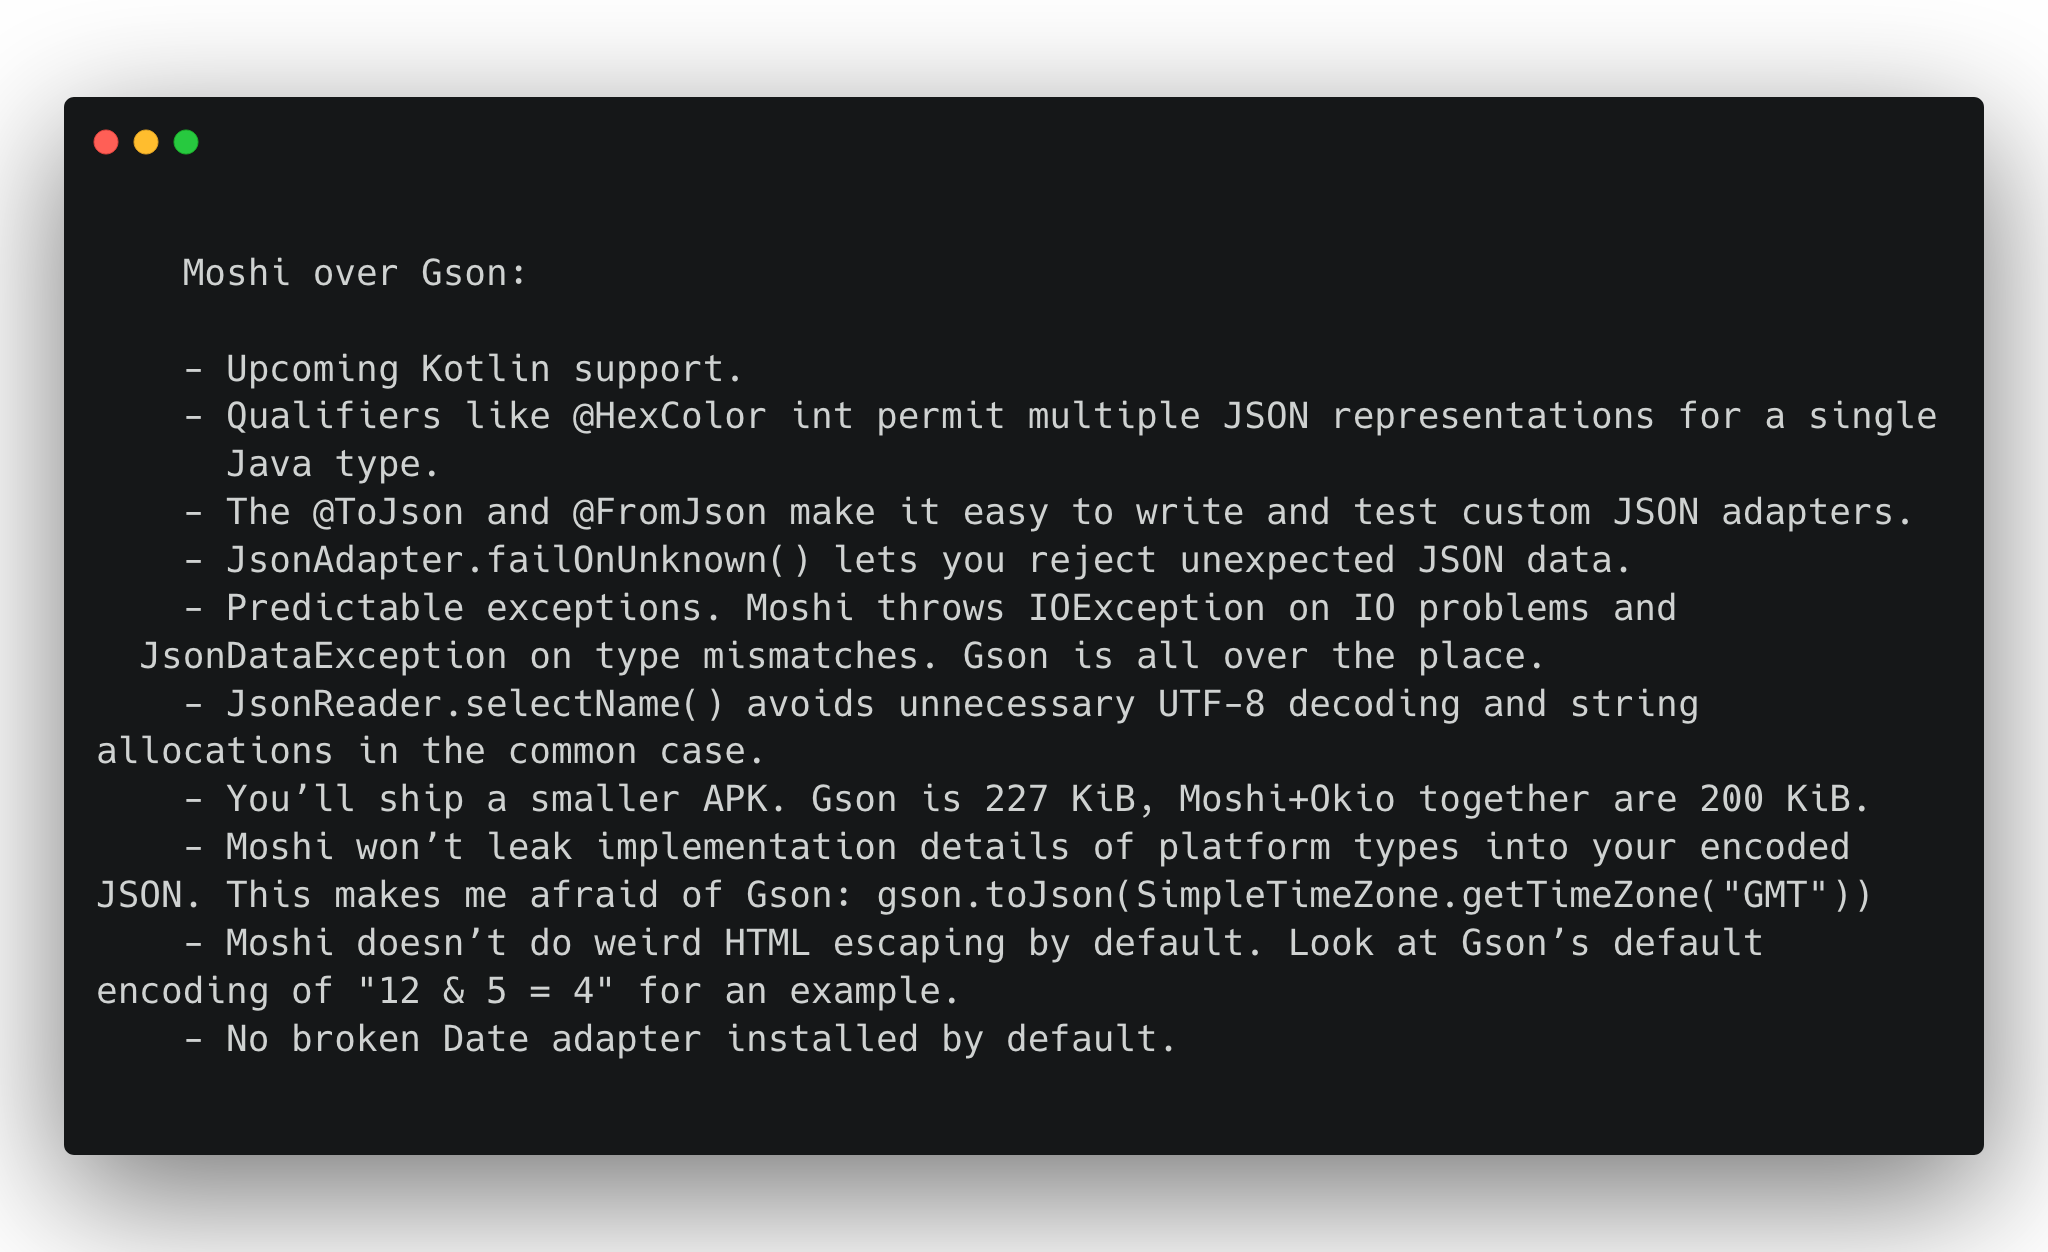 Moshi over Gson:
- Upcoming Kotlin support.
- Qualifiers like @HexColor int permit multiple JSON representations for a single
Java type.
- The @ToJson and @FromJson make it easy to write and test custom JSON adapters.
- JsonAdapter.failOnUnknown() lets you reject unexpected JSON data.
- Predictable exceptions. Moshi throws IOException on IO problems and
JsonDataException on type mismatches. Gson is all over the place.
- JsonReader.selectName() avoids unnecessary UTF-8 decoding and string
allocations in the common case.
- You’ll ship a smaller APK. Gson is 227 KiB, Moshi+Okio together are 200 KiB.
- Moshi won’t leak implementation details of platform types into your encoded
JSON. This makes me afraid of Gson: gson.toJson(SimpleTimeZone.getTimeZone("GMT"))
- Moshi doesn’t do weird HTML escaping by default. Look at Gson’s default
encoding of "12 & 5 = 4" for an example.
- No broken Date adapter installed by default.